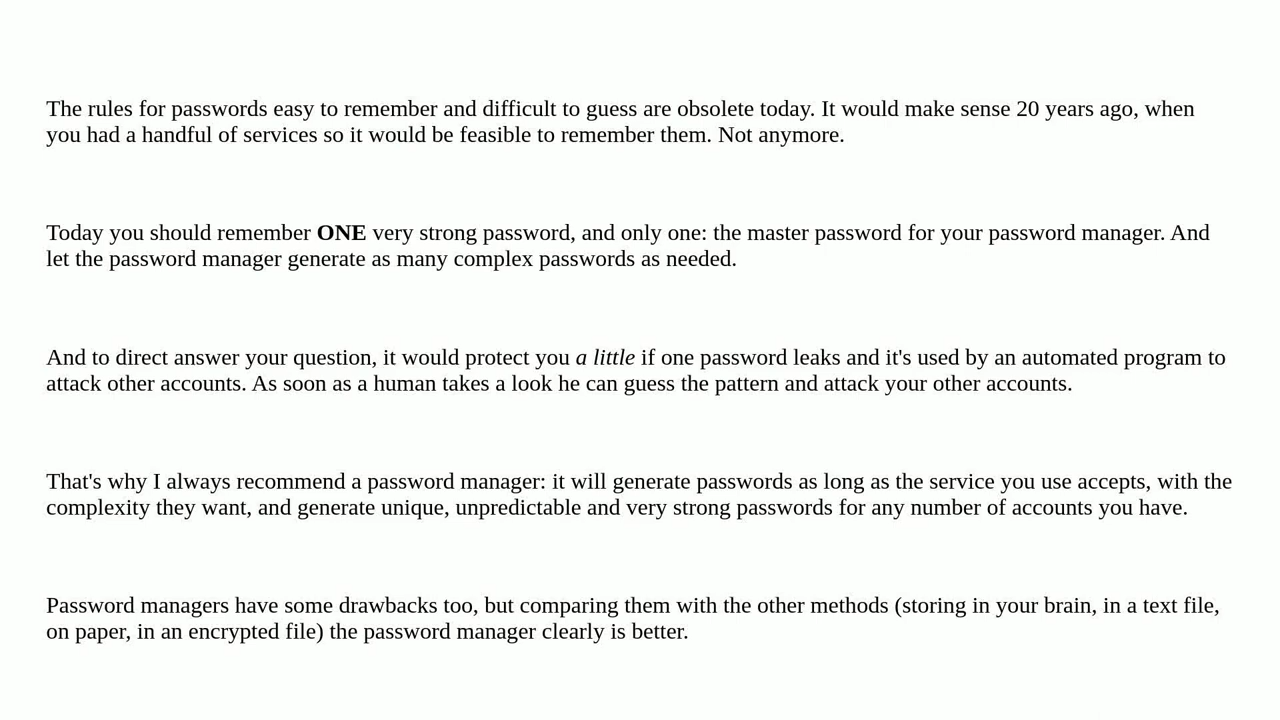 The rules for passwords easy to remember and difficult to guess are obsolete today. It would make sense 20 years ago, when
you had a handful of services so it would be feasible to remember them. Not anymore.
Today you should remember ONE very strong password, and only one: the master password for your password manager. And
let the password manager generate as many complex passwords as needed.
And to direct answer your question, it would protect you a little if one password leaks and it's used by an automated program to
attack other accounts. As soon as a human takes a look he can guess the pattern and attack your other accounts.
That's why I always recommend a password manager: it will generate passwords as long as the service you use accepts, with the
complexity they want, and generate unique, unpredictable and very strong passwords for any number of accounts you have.
Password managers have some drawbacks too, but comparing them with the other methods (storing in your brain, in a text file,
on paper, in an encrypted file) the password manager clearly is better.